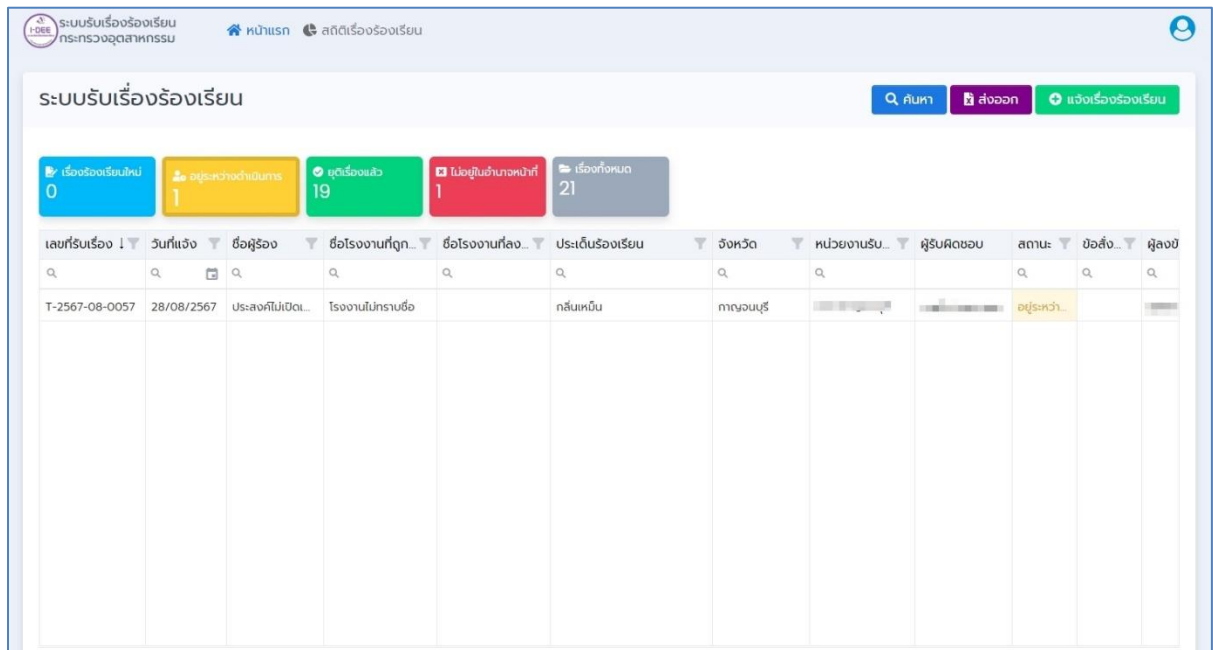 I-DEE
ระบบรับเรื่องร้องเรียน
กระทรวงอุตสาหกรรม
หน้าแรก
สถิติเรื่องร้องเรียน
ระบบรับเรื่องร้องเรียน
ค้นหา
ส่งออก
แจ้งเรื่องร้องเรียน
เรื่องร้องเรียนใหม่
0
อยู่ระหว่างดำเนินการ
1
ยุติเรื่องแล้ว
19
ไม่อยู่ในอำนาจหน้าที่
1
เรื่องทั้งหมด
21
เลขที่รับเรื่อง ↓ วันที่แจ้ง ชื่อผู้ร้อง ชื่อโรงงานที่ถูก... ชื่อโรงงานที่ลง... ประเด็นร้องเรียน จังหวัด หน่วยงานรับ... ผู้รับผิดชอบ สถานะ ข้อสั่ง... ผู้ลงข้
T-2567-08-0057 28/08/2567 ประสงค์ไม่เปิดเ... โรงงานไม่ทราบชื่อ กลิ่นเหม็น กาญจนบุรี อยู่ระหว่า...